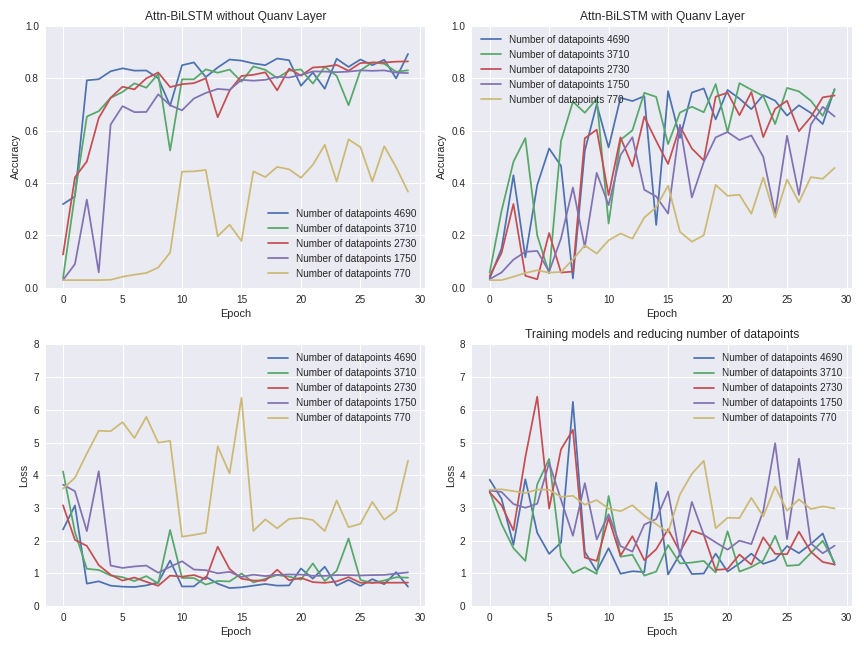 Attn-BiLSTM without Quanv Layer
1.0
0.8
0.6
0.4
0.2
0.0
Accuracy
0 5 10 15 20 25 30
Epoch
Number of datapoints 4690
Number of datapoints 3710
Number of datapoints 2730
Number of datapoints 1750
Number of datapoints 770
Attn-BiLSTM with Quanv Layer
1.0
0.8
0.6
0.4
0.2
0.0
Accuracy
0 5 10 15 20 25 30
Epoch
Number of datapoints 4690
Number of datapoints 3710
Number of datapoints 2730
Number of datapoints 1750
Number of datapoints 770
8
7
6
5
4
3
2
1
0
Loss
0 5 10 15 20 25 30
Epoch
Number of datapoints 4690
Number of datapoints 3710
Number of datapoints 2730
Number of datapoints 1750
Number of datapoints 770
Training models and reducing number of datapoints
8
7
6
5
4
3
2
1
0
Loss
0 5 10 15 20 25 30
Epoch
Number of datapoints 4690
Number of datapoints 3710
Number of datapoints 2730
Number of datapoints 1750
Number of datapoints 770